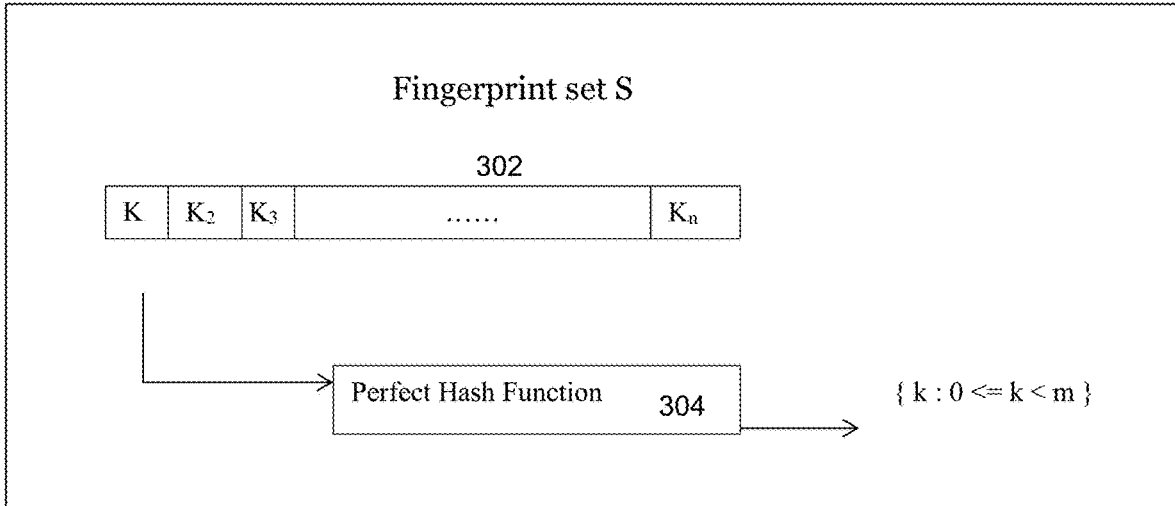 Fingerprint set S
302
K K₂ K₃ ...... Kₙ
Perfect Hash Function 304
{ k : 0 <= k < m }